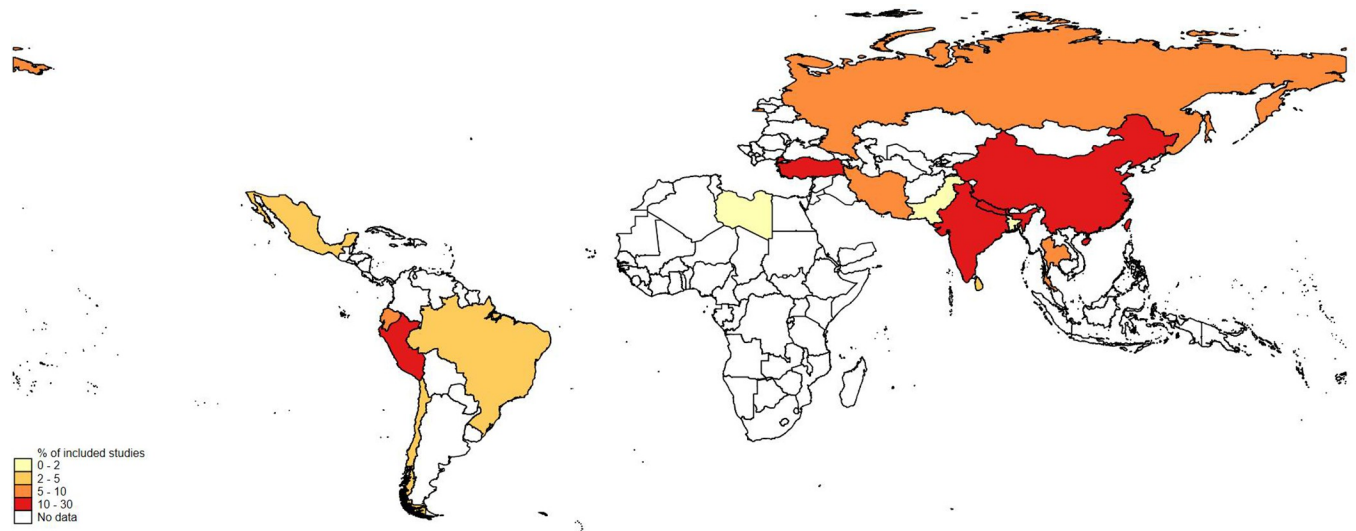 % of included studies
0 - 2
2 - 5
5 - 10
10 - 30
No data